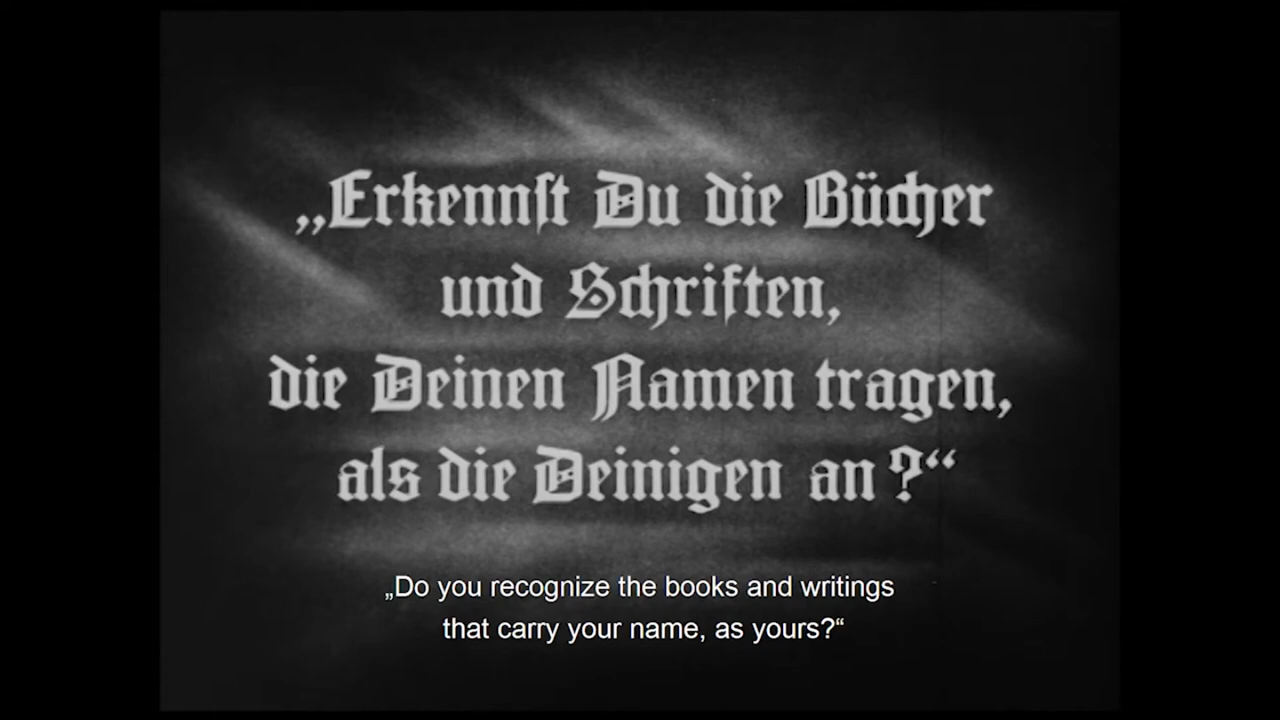 „Erkennſt Du die Bücher
und Schriften,
die Deinen Namen tragen,
als die Deinigen an?“
„Do you recognize the books and writings
that carry your name, as yours?“